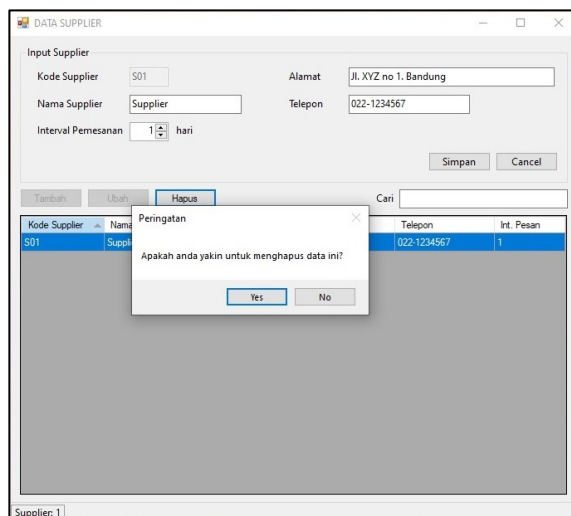 DATA SUPPLIER
Input Supplier
Kode Supplier S01 Alamat Jl. XYZ no 1. Bandung
Nama Supplier Supplier Telepon 022-1234567
Interval Pemesanan 1 hari
Simpan Cancel
Tambah Ubah Hapus Cari
Peringatan
Kode Supplier Nama Telepon Int. Pesan
S01 Suppli 022-1234567 1
Apakah anda yakin untuk menghapus data ini?
Yes No
Supplier: 1